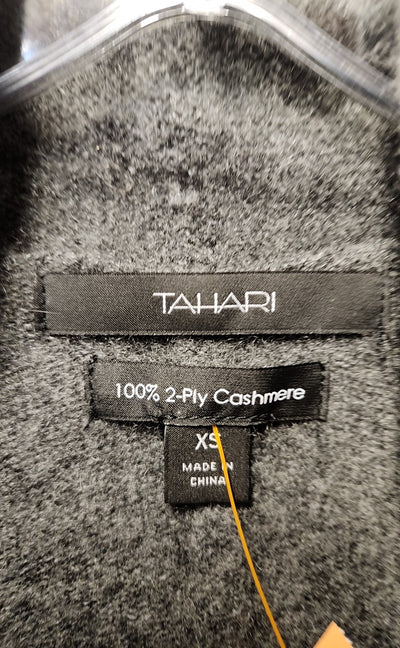 TAHARI
100% 2-Ply Cashmere
XS
MADE IN
CHINA